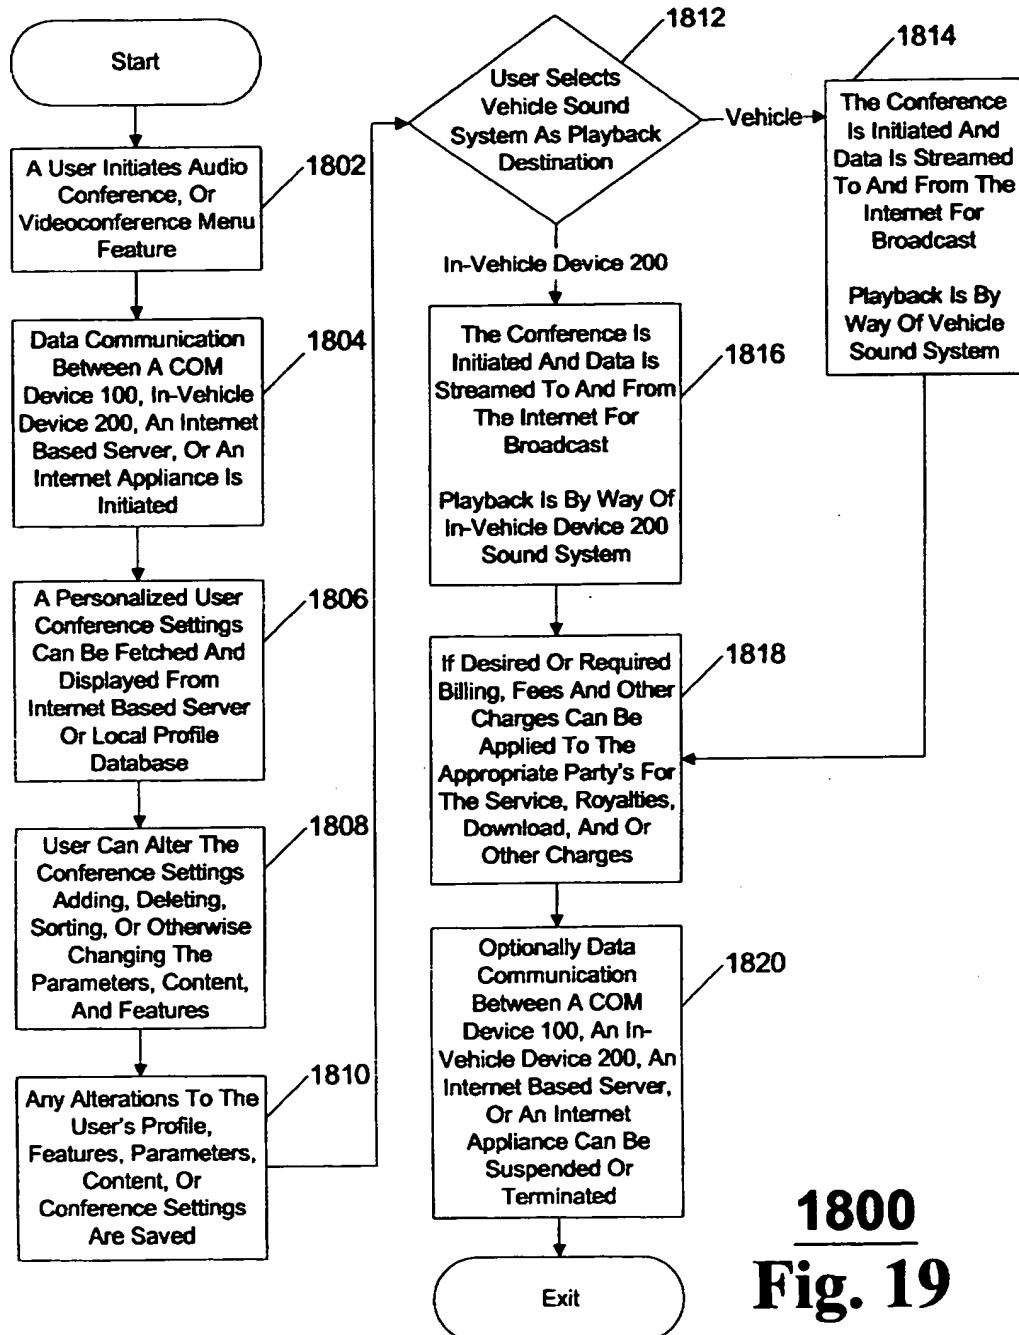 Start
A User Initiates Audio
Conference, Or
Videoconference Menu
Feature
1802
Data Communication
Between A COM
Device 100, In-Vehicle
Device 200, An Internet
Based Server, Or An
Internet Appliance Is
Initiated
1804
A Personalized User
Conference Settings
Can Be Fetched And
Displayed From
Internet Based Server
Or Local Profile
Database
1806
User Can Alter The
Conference Settings
Adding, Deleting,
Sorting, Or Otherwise
Changing The
Parameters, Content,
And Features
1808
Any Alterations To The
User's Profile,
Features, Parameters,
Content, Or
Conference Settings
Are Saved
1810
User Selects
Vehicle Sound
System As Playback
Destination
1812
Vehicle
The Conference
Is Initiated And
Data Is Streamed
To And From The
Internet For
Broadcast
Playback Is By
Way Of Vehicle
Sound System
1814
In-Vehicle Device 200
The Conference Is
Initiated And Data Is
Streamed To And From
The Internet For
Broadcast
Playback Is By Way Of
In-Vehicle Device 200
Sound System
1816
If Desired Or Required
Billing, Fees And Other
Charges Can Be
Applied To The
Appropriate Party's For
The Service, Royalties,
Download, And Or
Other Charges
1818
Optionally Data
Communication
Between A COM
Device 100, An In-
Vehicle Device 200, An
Internet Based Server,
Or An Internet
Appliance Can Be
Suspended Or
Terminated
1820
Exit
1800
Fig. 19